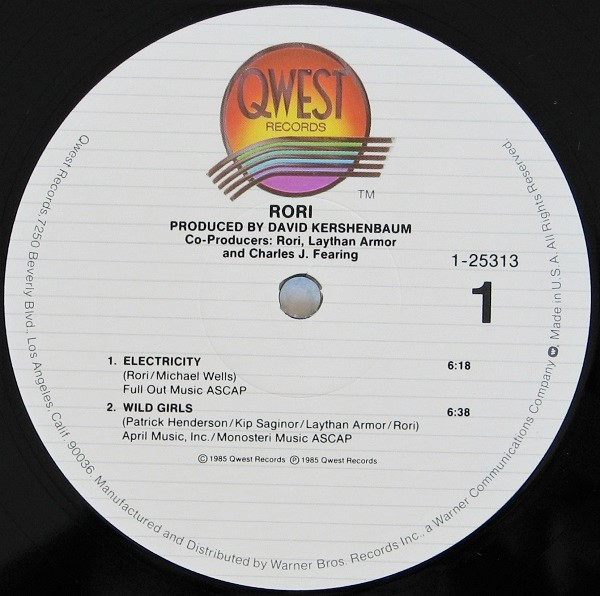 QWEST
RECORDS
TM
RORI
PRODUCED BY DAVID KERSHENBAUM
Co-Producers: Rori, Laythan Armor
and Charles J. Fearing
1-25313
1
1. ELECTRICITY 6:18
(Rori/Michael Wells)
Full Out Music ASCAP
2. WILD GIRLS 6:38
(Patrick Henderson/Kip Saginor/Laythan Armor/Rori)
April Music, Inc./Monosteri Music ASCAP
© 1985 Qwest Records ℗ 1985 Qwest Records
Qwest Records, 7250 Beverly Blvd., Los Angeles, Calif. 90036, Manufactured and Distributed by Warner Bros. Records Inc., a Warner Communications Company. Made in U.S.A. All Rights Reserved.